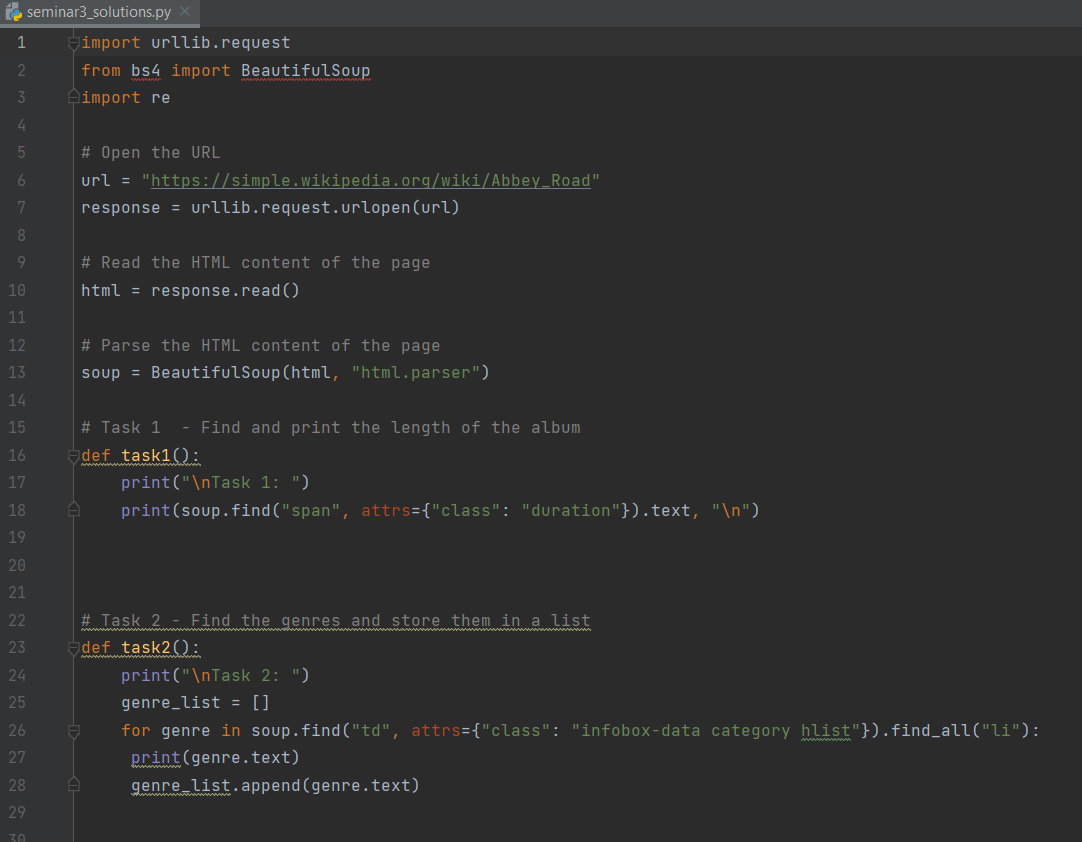 seminar3_solutions.py
1 import urllib.request
2 from bs4 import BeautifulSoup
3 import re
4
5 # Open the URL
6 url = "https://simple.wikipedia.org/wiki/Abbey_Road"
7 response = urllib.request.urlopen(url)
8
9 # Read the HTML content of the page
10 html = response.read()
11
12 # Parse the HTML content of the page
13 soup = BeautifulSoup(html, "html.parser")
14
15 # Task 1  - Find and print the length of the album
16 def task1():
17     print("\nTask 1: ")
18     print(soup.find("span", attrs={"class": "duration"}).text, "\n")
19
20
21
22 # Task 2 - Find the genres and store them in a list
23 def task2():
24     print("\nTask 2: ")
25     genre_list = []
26     for genre in soup.find("td", attrs={"class": "infobox-data category hlist"}).find_all("li"):
27      print(genre.text)
28      genre_list.append(genre.text)
29
30